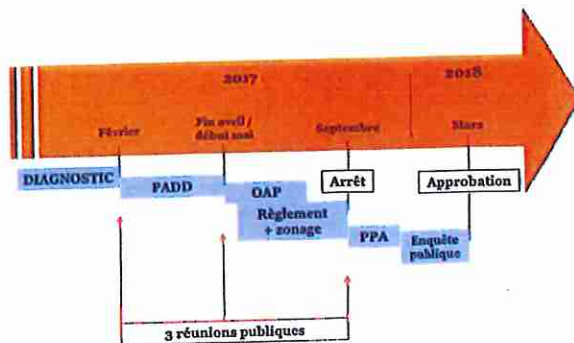 2017
2018
Février
Fin avril /
début mai
Septembre
Mars
DIAGNOSTIC
PADD
OAP
Arrêt
Approbation
Règlement
+ zonage
PPA
Enquête
publique
3 réunions publiques